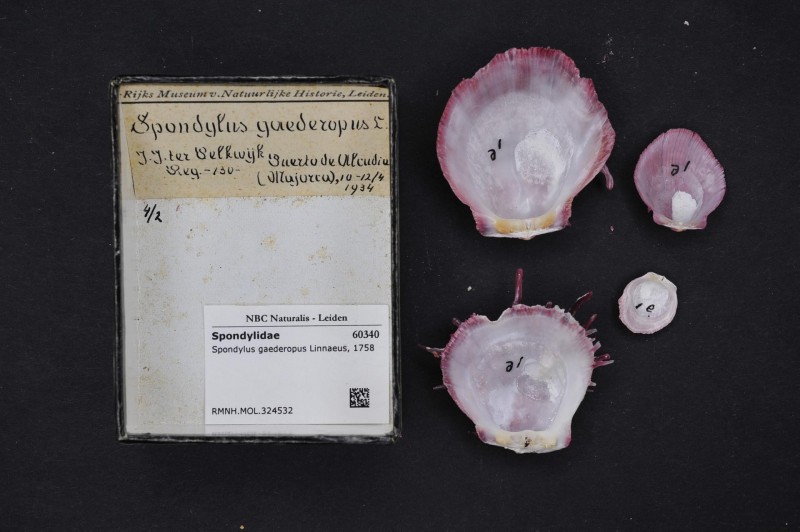 Rijks Museum v. Natuurlijke Historie, Leiden.
Spondylus gaederopus L
J.J. ter Pelkwijk Puerto de Alcudia
Reg. -130- (Majorca), 10-12/4
1934
4/2
NBC Naturalis - Leiden
Spondylidae 60340
Spondylus gaederopus Linnaeus, 1758
RMNH.MOL.324532